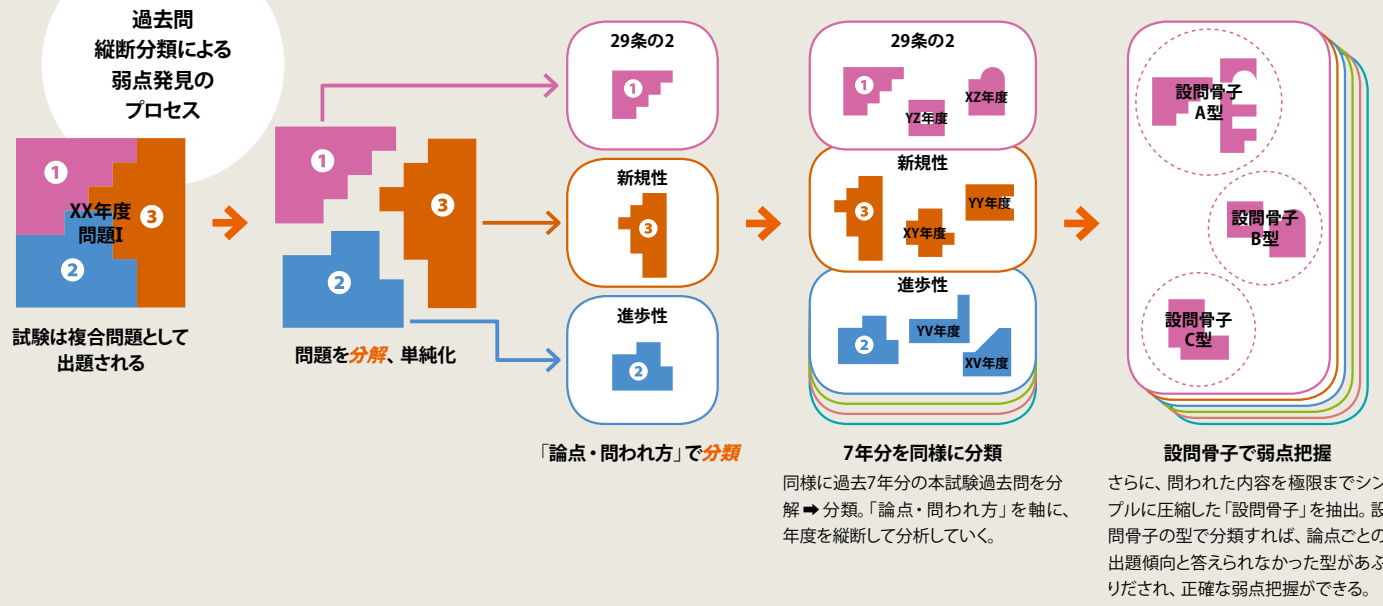 過去問
縦断分類による
弱点発見の
プロセス
1
XX年度
問題I
3
2
試験は複合問題として
出題される
1
3
2
問題を分解、単純化
29条の2
1
新規性
3
進歩性
2
「論点・問われ方」で分類
29条の2
1
YZ年度
XZ年度
新規性
3
XY年度
YY年度
進歩性
2
YV年度
XV年度
7年分を同様に分類
同様に過去7年分の本試験過去問を分
解➡分類。「論点・問われ方」を軸に、
年度を縦断して分析していく。
設問骨子
A型
設問骨子
B型
設問骨子
C型
設問骨子で弱点把握
さらに、問われた内容を極限までシン
プルに圧縮した「設問骨子」を抽出。設
問骨子の型で分類すれば、論点ごとの
出題傾向と答えられなかった型があぶ
りだされ、正確な弱点把握ができる。